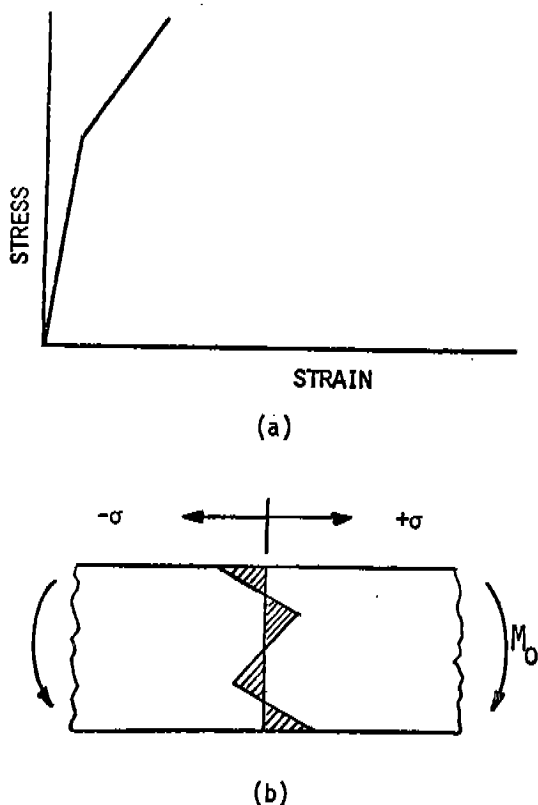 STRESS
STRAIN
(a)
-σ +σ
M₀
(b)